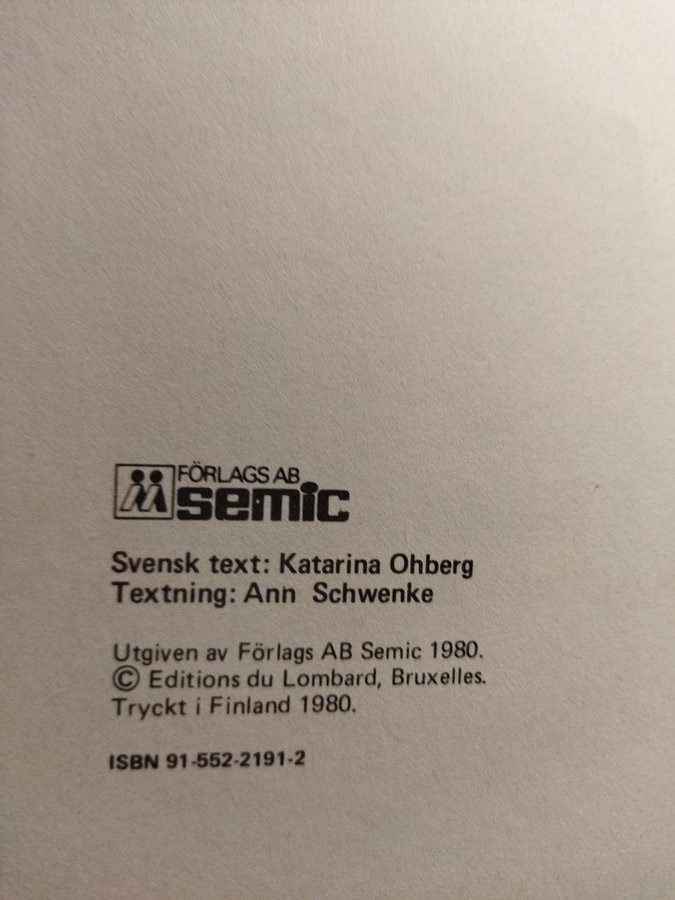 FÖRLAGS AB
semic
Svensk text: Katarina Ohberg
Textning: Ann Schwenke
Utgiven av Förlags AB Semic 1980.
© Editions du Lombard, Bruxelles.
Tryckt i Finland 1980.
ISBN 91-552-2191-2